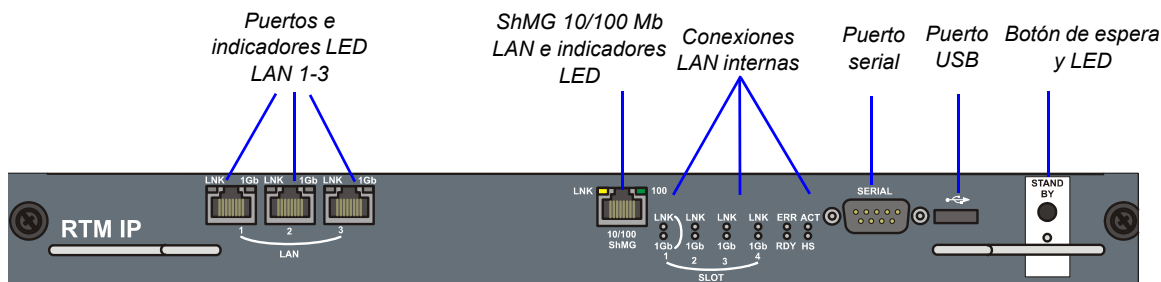 Puertos e
indicadores LED
LAN 1-3
ShMG 10/100 Mb
LAN e indicadores
LED
Conexiones
LAN internas
Puerto
serial
Puerto
USB
Botón de espera
y LED
RTM IP
LNK 1Gb LNK 1Gb LNK 1Gb
1 2 3
LAN
LNK 100
10/100
ShMG
LNK LNK LNK LNK ERR ACT
1Gb 1Gb 1Gb 1Gb RDY HS
1 2 3 4
SLOT
SERIAL
STAND
BY